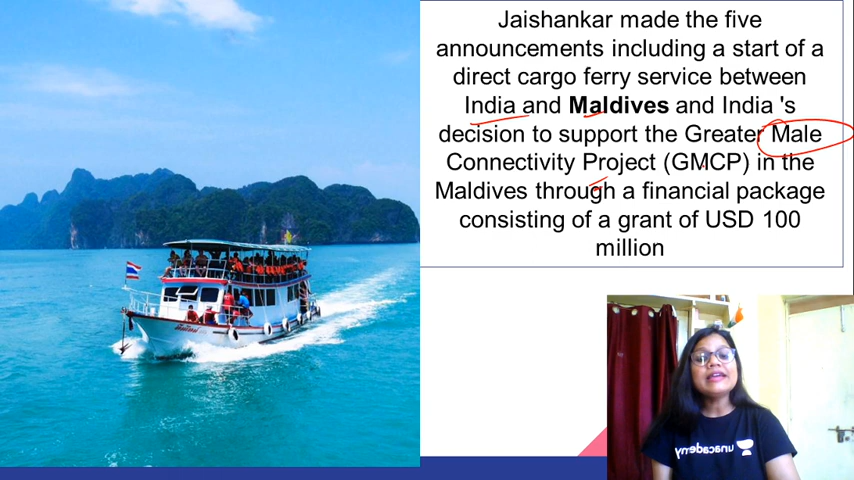 Jaishankar made the five
announcements including a start of a
direct cargo ferry service between
India and Maldives and India 's
decision to support the Greater Male
Connectivity Project (GMCP) in the
Maldives through a financial package
consisting of a grant of USD 100
million
unacademy